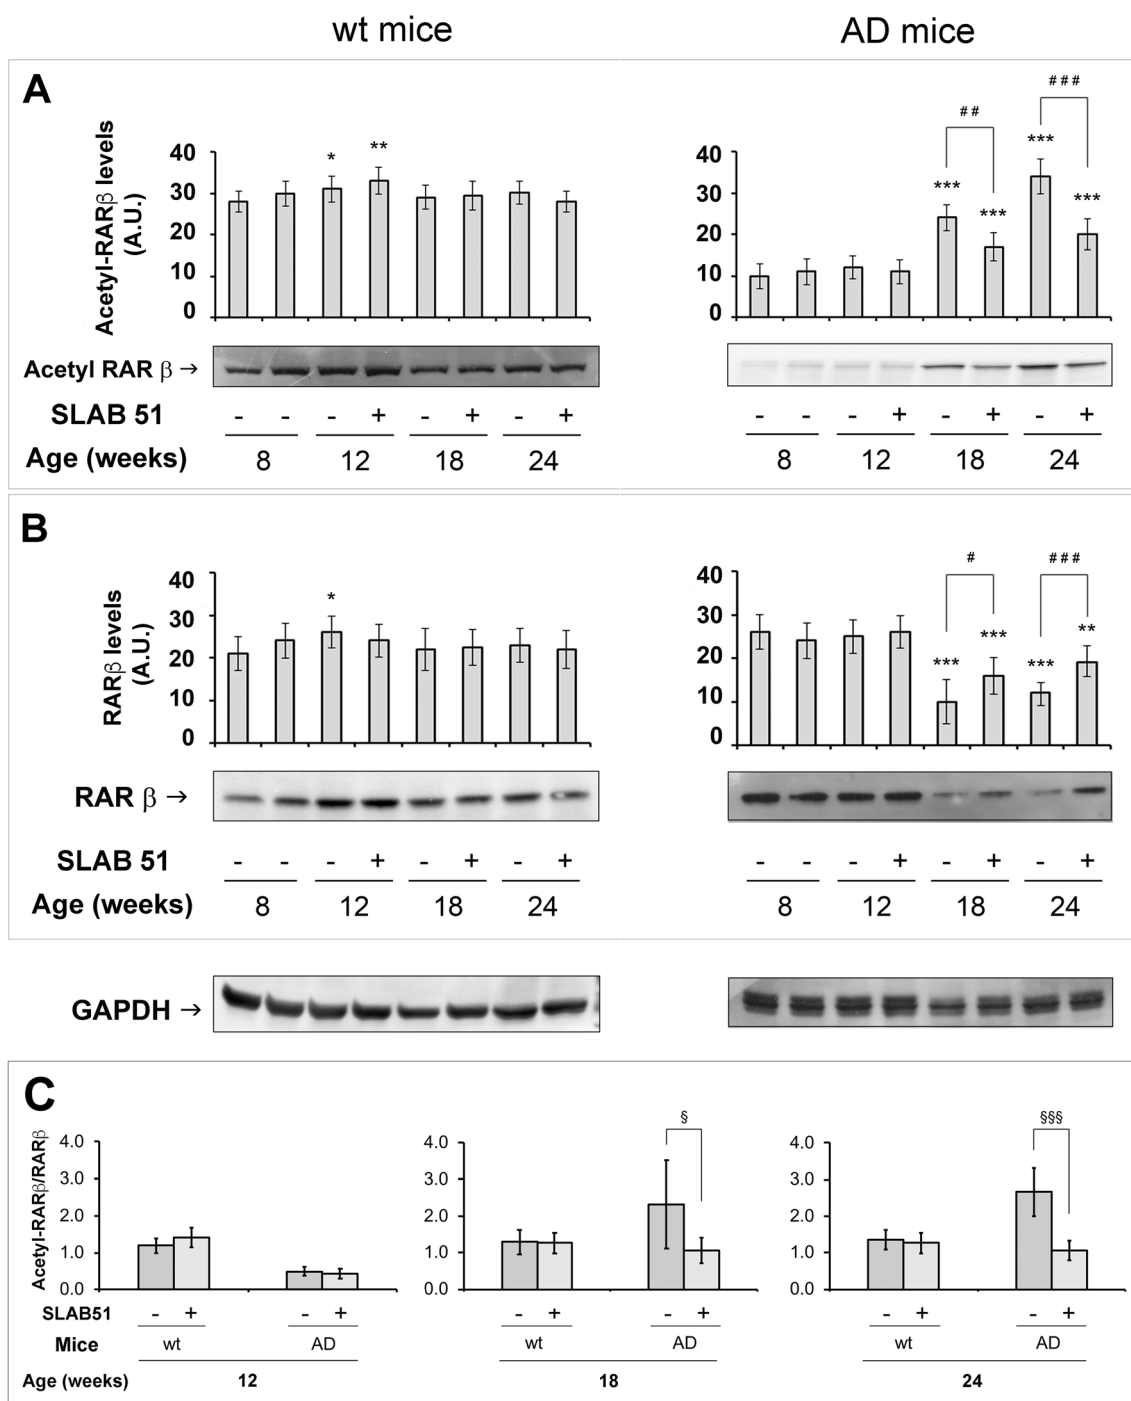 wt mice AD mice
A
Acetyl-RARβ levels
(A.U.)
40
30
20
10
0
* **
40
30
20
10
0
*** *** *** ***
## ###
Acetyl RAR β →
SLAB 51 - - - + - + - + - - - + - + - +
Age (weeks) 8 12 18 24 8 12 18 24
B
RARβ levels
(A.U.)
40
30
20
10
0
*
40
30
20
10
0
*** *** *** **
# ###
RAR β →
SLAB 51 - - - + - + - + - - - + - + - +
Age (weeks) 8 12 18 24 8 12 18 24
GAPDH →
C
Acetyl-RARβ/RARβ
4.0
3.0
2.0
1.0
0.0
4.0
3.0
2.0
1.0
0.0
§
4.0
3.0
2.0
1.0
0.0
§§§
SLAB51 - + - + - + - + - + - +
Mice wt AD wt AD wt AD
Age (weeks) 12 18 24